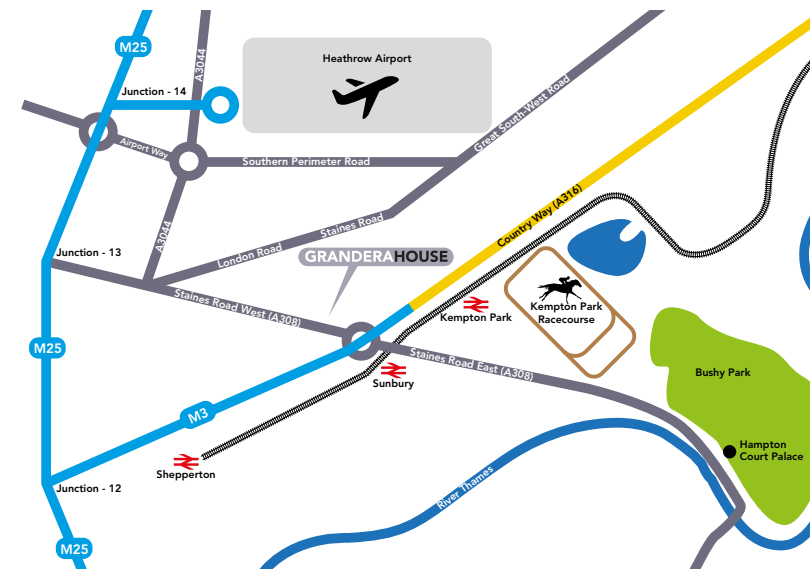 M25
A3044
Heathrow Airport
Junction - 14
Airport Way
Southern Perimeter Road
Great South-West Road
A3044
London Road
Staines Road
Country Way (A316)
Junction - 13
GRANDERAHOUSE
Staines Road West (A308)
Kempton Park
Kempton Park
Racecourse
M25
Staines Road East (A308)
Sunbury
Bushy Park
M3
Hampton
Court Palace
Shepperton
Junction - 12
River Thames
M25